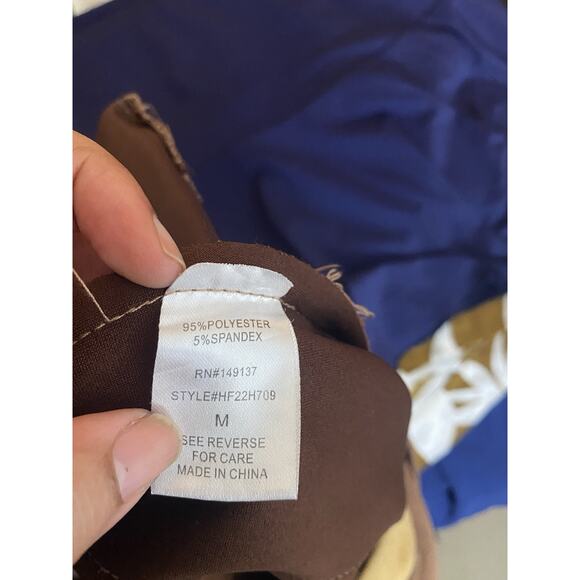 95%POLYESTER
5%SPANDEX
RN#149137
STYLE#HF22H709
M
SEE REVERSE
FOR CARE
MADE IN CHINA